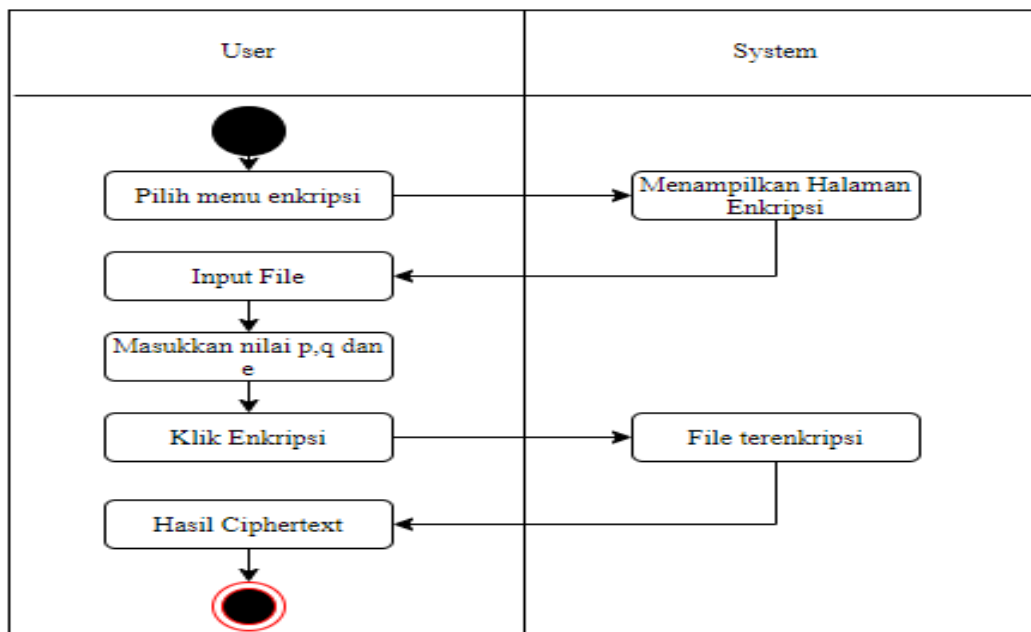 User
System
Pilih menu enkripsi
Menampilkan Halaman
Enkripsi
Input File
Masukkan nilai p,q dan
e
Klik Enkripsi
File terenkripsi
Hasil Ciphertext